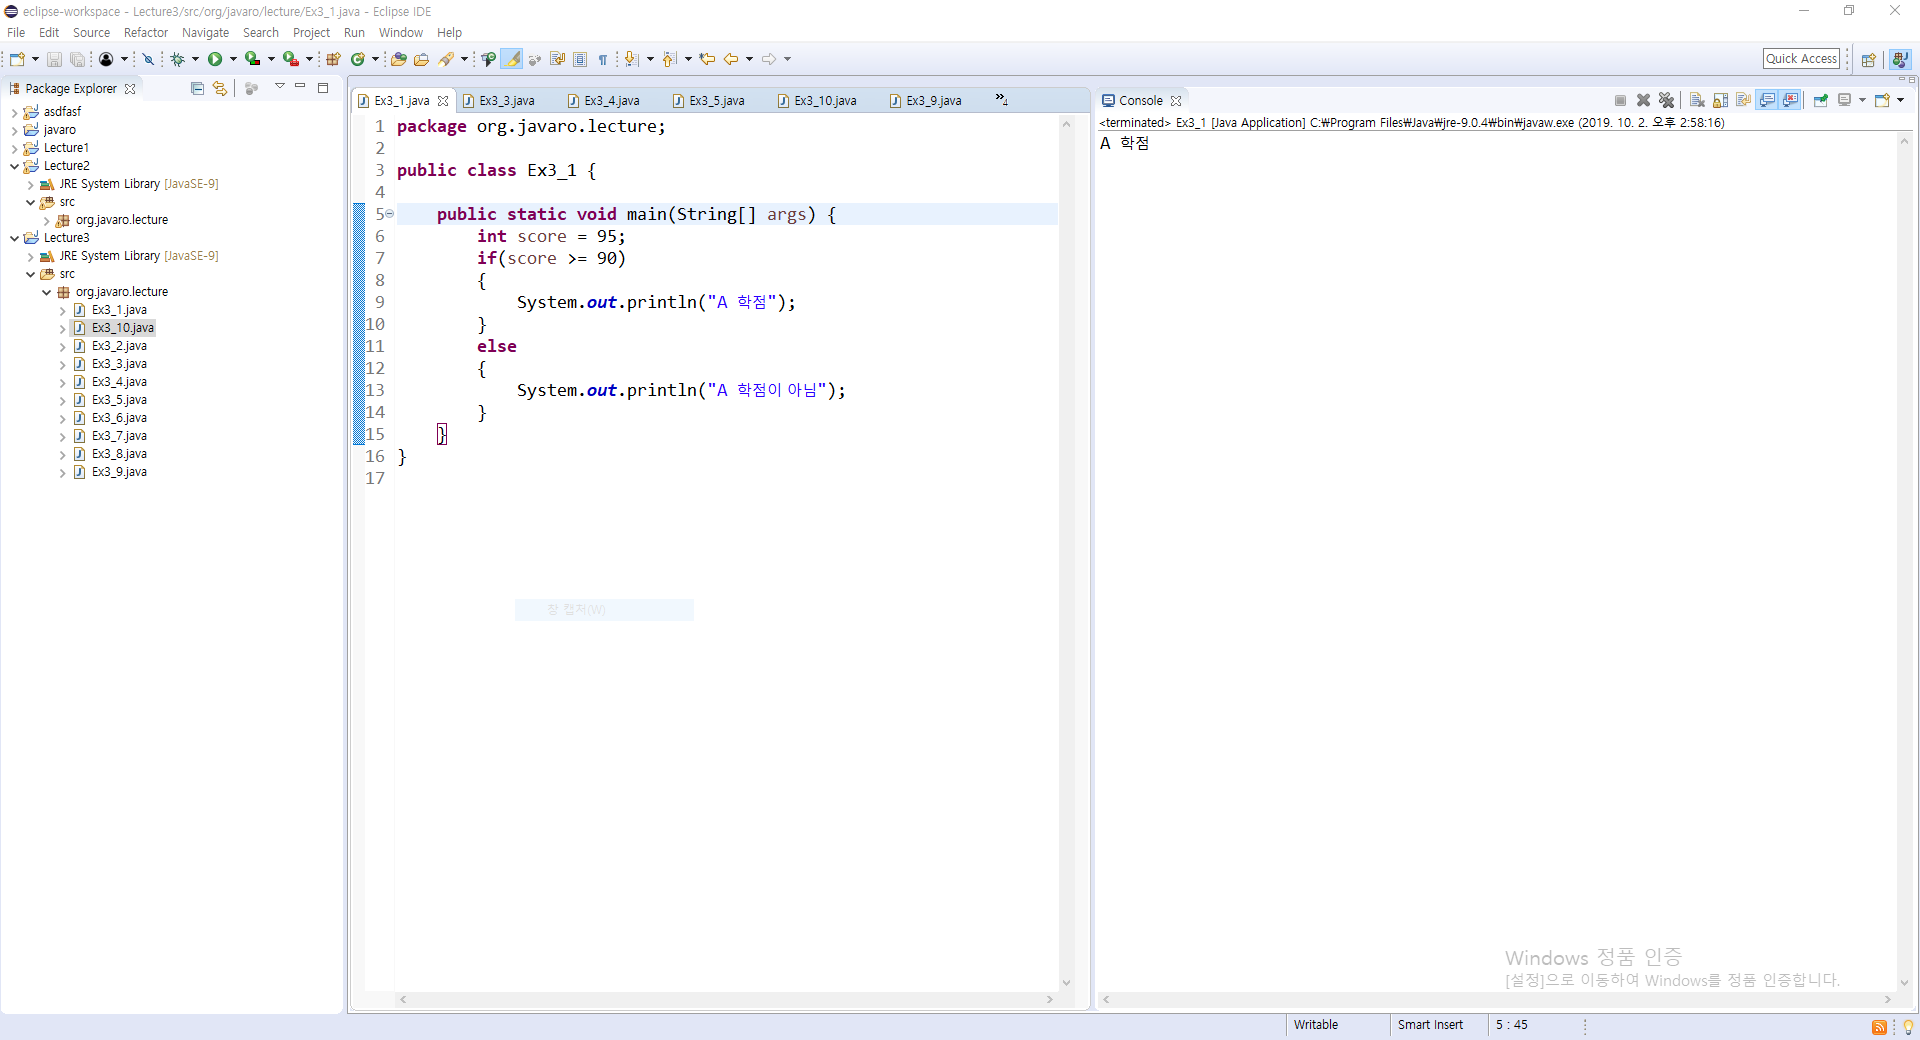 eclipse-workspace - Lecture3/src/org/javaro/lecture/Ex3_1.java - Eclipse IDE
File Edit Source Refactor Navigate Search Project Run Window Help
Quick Access
Package Explorer
asdfasf
javaro
Lecture1
Lecture2
JRE System Library [JavaSE-9]
src
org.javaro.lecture
Lecture3
JRE System Library [JavaSE-9]
src
org.javaro.lecture
Ex3_1.java
Ex3_10.java
Ex3_2.java
Ex3_3.java
Ex3_4.java
Ex3_5.java
Ex3_6.java
Ex3_7.java
Ex3_8.java
Ex3_9.java
Ex3_1.java Ex3_3.java Ex3_4.java Ex3_5.java Ex3_10.java Ex3_9.java »4
1 package org.javaro.lecture;
2
3 public class Ex3_1 {
4
5 public static void main(String[] args) {
6 int score = 95;
7 if(score >= 90)
8 {
9 System.out.println("A 학점");
10 }
11 else
12 {
13 System.out.println("A 학점이 아님");
14 }
15 }
16 }
17
창 캡처(W)
Console
<terminated> Ex3_1 [Java Application] C:₩Program Files₩Java₩jre-9.0.4₩bin₩javaw.exe (2019. 10. 2. 오후 2:58:16)
A 학점
Windows 정품 인증
[설정]으로 이동하여 Windows를 정품 인증합니다.
Writable Smart Insert 5 : 45